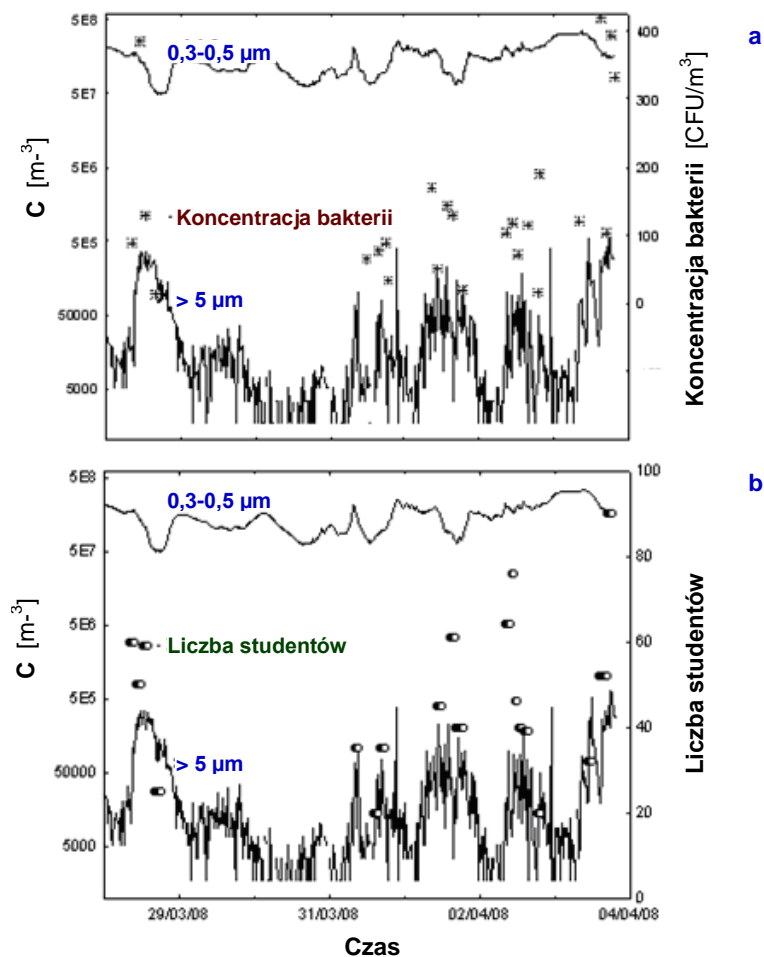 a
5E8
5E7
5E6
5E5
50000
5000
C [m-³]
0,3-0,5 µm
Koncentracja bakterii
> 5 µm
400
300
200
100
0
Koncentracja bakterii [CFU/m³]
b
5E8
5E7
5E6
5E5
50000
5000
C [m-³]
0,3-0,5 µm
Liczba studentów
> 5 µm
100
80
60
40
20
0
Liczba studentów
29/03/08 31/03/08 02/04/08 04/04/08
Czas